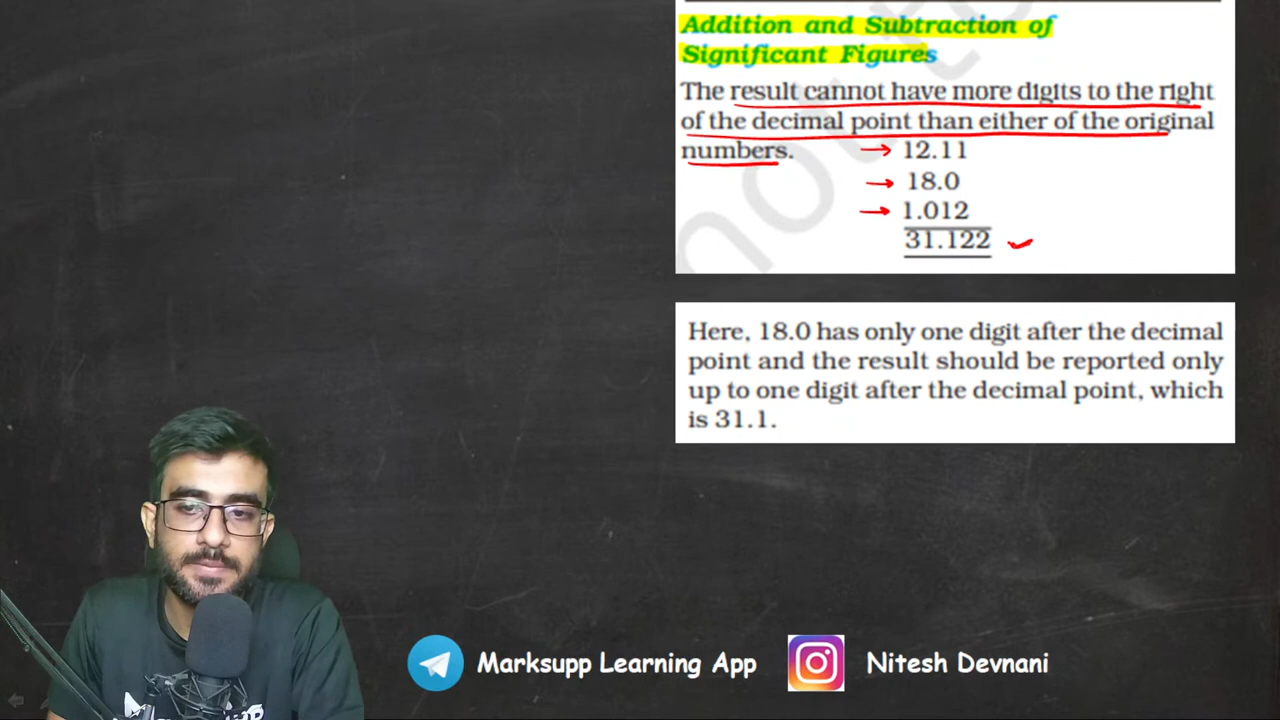 Addition and Subtraction of
Significant Figures
The result cannot have more digits to the right
of the decimal point than either of the original
numbers.
12.11
18.0
1.012
31.122
Here, 18.0 has only one digit after the decimal
point and the result should be reported only
up to one digit after the decimal point, which
is 31.1.
Marksupp Learning App
Nitesh Devnani